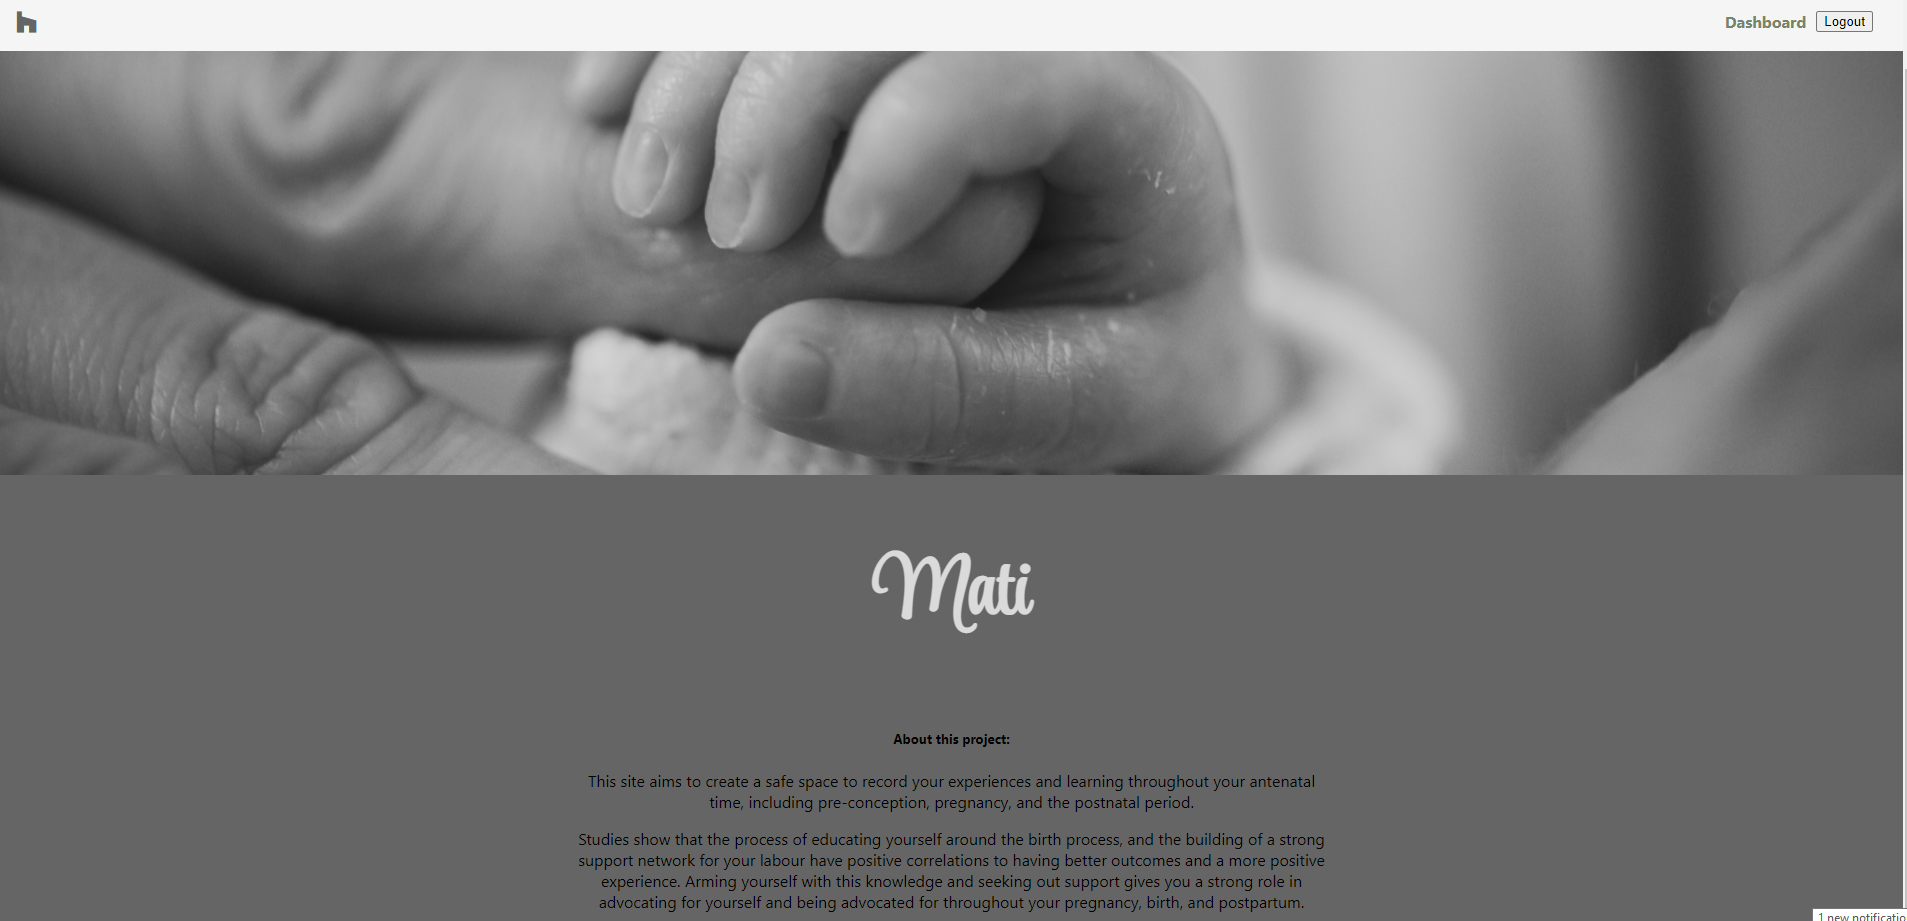 Dashboard Logout
Mati
About this project:
This site aims to create a safe space to record your experiences and learning throughout your antenatal
time, including pre-conception, pregnancy, and the postnatal period.
Studies show that the process of educating yourself around the birth process, and the building of a strong
support network for your labour have positive correlations to having better outcomes and a more positive
experience. Arming yourself with this knowledge and seeking out support gives you a strong role in
advocating for yourself and being advocated for throughout your pregnancy, birth, and postpartum.
1 new notificatio